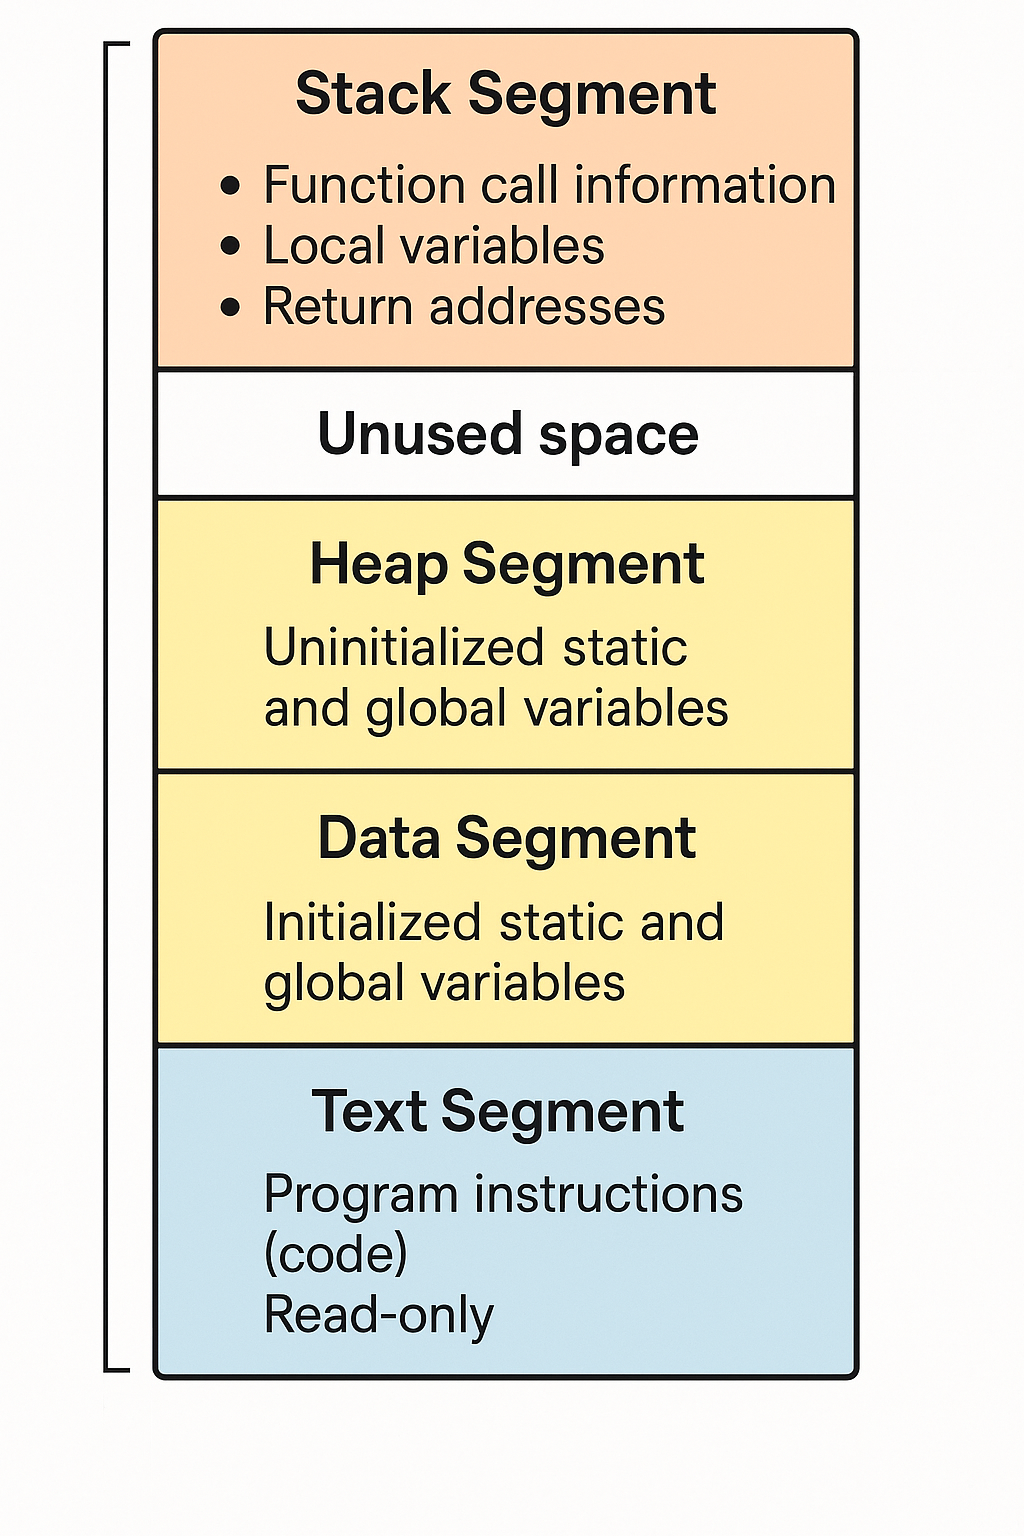 Stack Segment
• Function call information
• Local variables
• Return addresses
Unused space
Heap Segment
Uninitialized static
and global variables
Data Segment
Initialized static and
global variables
Text Segment
Program instructions
(code)
Read-only